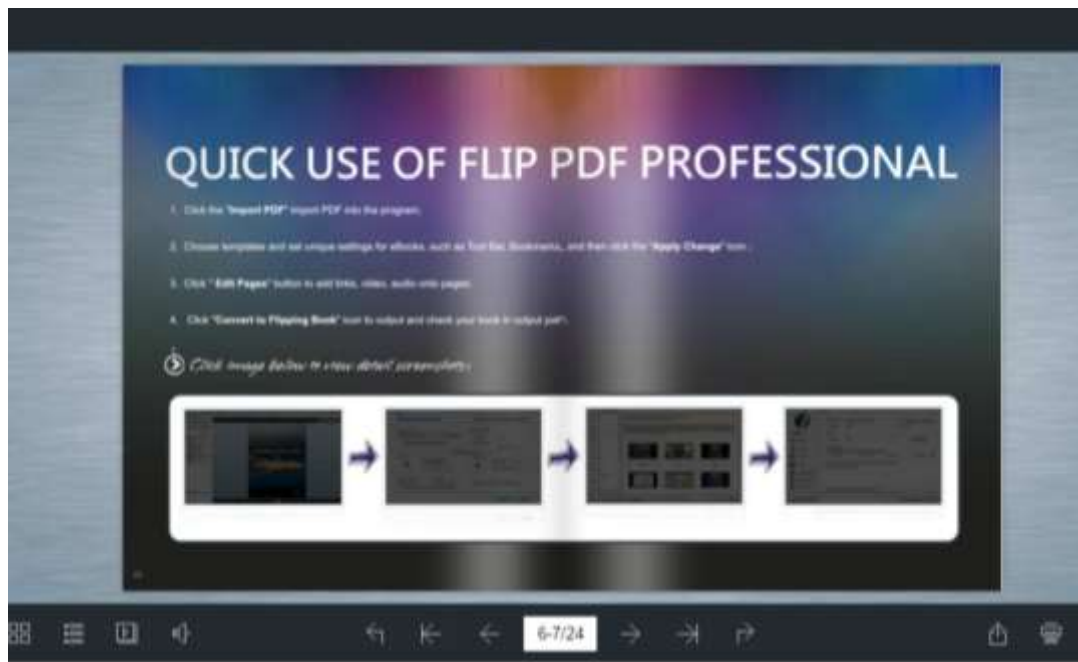 QUICK USE OF FLIP PDF PROFESSIONAL
1. Click the "Import PDF" import PDF into the program.
2. Choose templates and set unique settings for eBooks, such as Tool Bar, Bookmarks, and then click the "Apply Change" icon.
3. Click " Edit Pages" button to add links, video, audio onto pages.
4. Click "Convert to Flipping Book" icon to output and check your book in output path.
Click image below to view detail screenshots
6-7/24